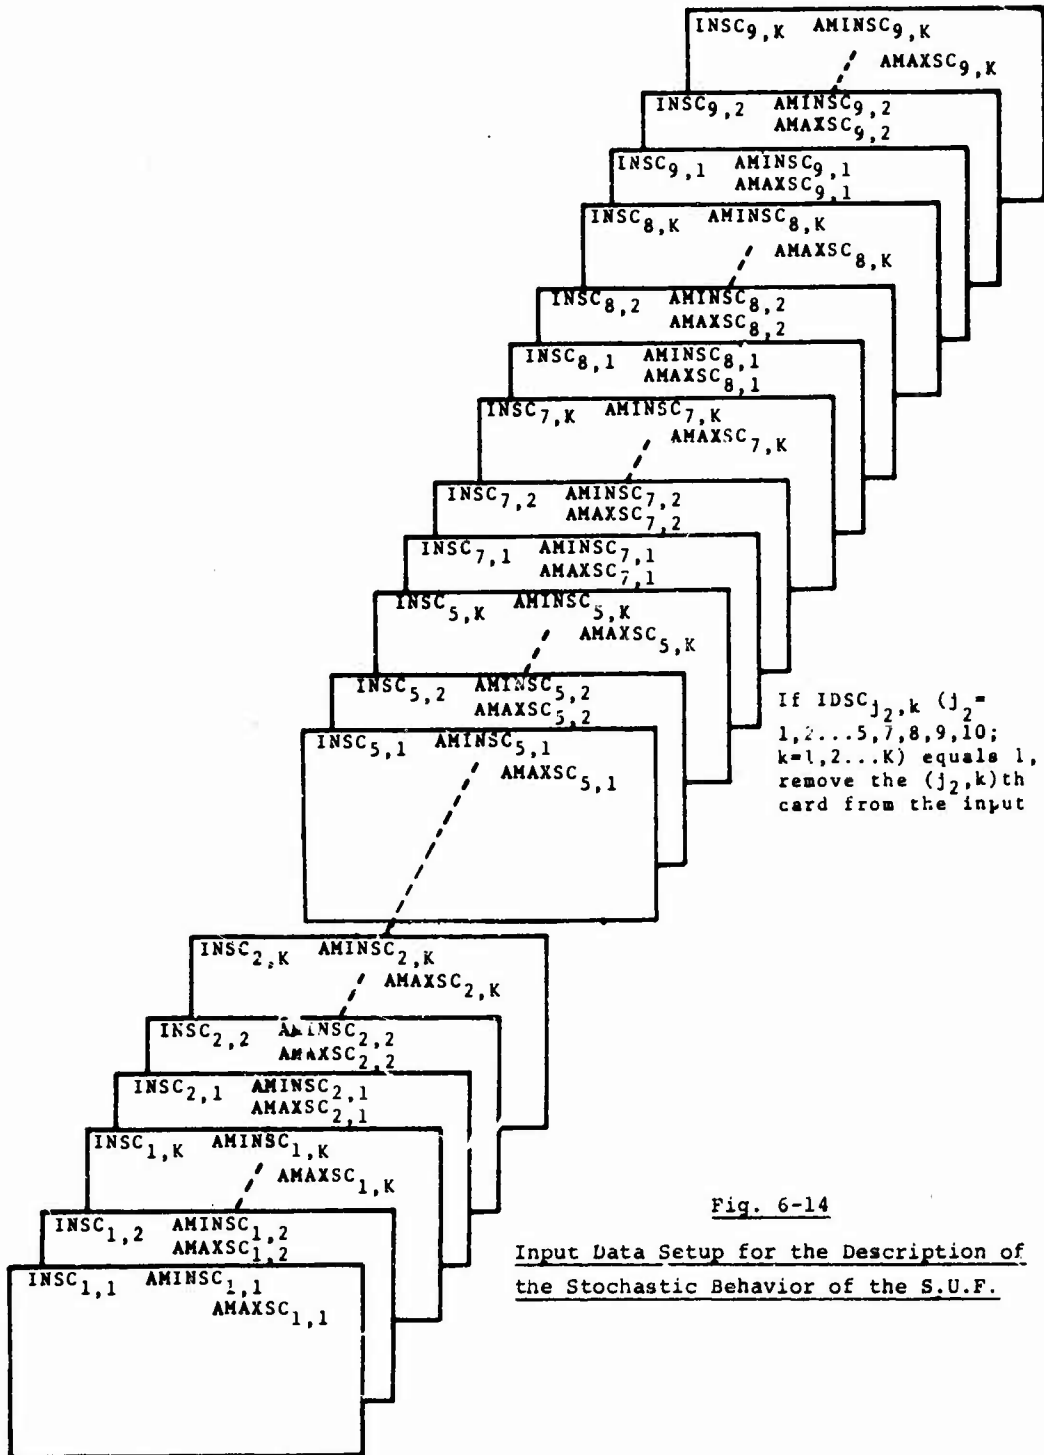 INSC9,K AMINSC9,K
AMAXSC9,K
INSC9,2 AMINSC9,2
AMAXSC9,2
INSC9,1 AMINSC9,1
AMAXSC9,1
INSC8,K AMINSC8,K
AMAXSC8,K
INSC8,2 AMINSC8,2
AMAXSC8,2
INSC8,1 AMINSC8,1
AMAXSC8,1
INSC7,K AMINSC7,K
AMAXSC7,K
INSC7,2 AMINSC7,2
AMAXSC7,2
INSC7,1 AMINSC7,1
AMAXSC7,1
INSC5,K AMINSC5,K
AMAXSC5,K
INSC5,2 AMINSC5,2
AMAXSC5,2
INSC5,1 AMINSC5,1
AMAXSC5,1
If IDSCj2,k (j2=
1,2...5,7,8,9,10;
k=1,2...K) equals 1,
remove the (j2,k)th
card from the input
INSC2,K AMINSC2,K
AMAXSC2,K
INSC2,2 AMINSC2,2
AMAXSC2,2
INSC2,1 AMINSC2,1
AMAXSC2,1
INSC1,K AMINSC1,K
AMAXSC1,K
INSC1,2 AMINSC1,2
AMAXSC1,2
INSC1,1 AMINSC1,1
AMAXSC1,1
Fig. 6-14
Input Data Setup for the Description of
the Stochastic Behavior of the S.U.F.